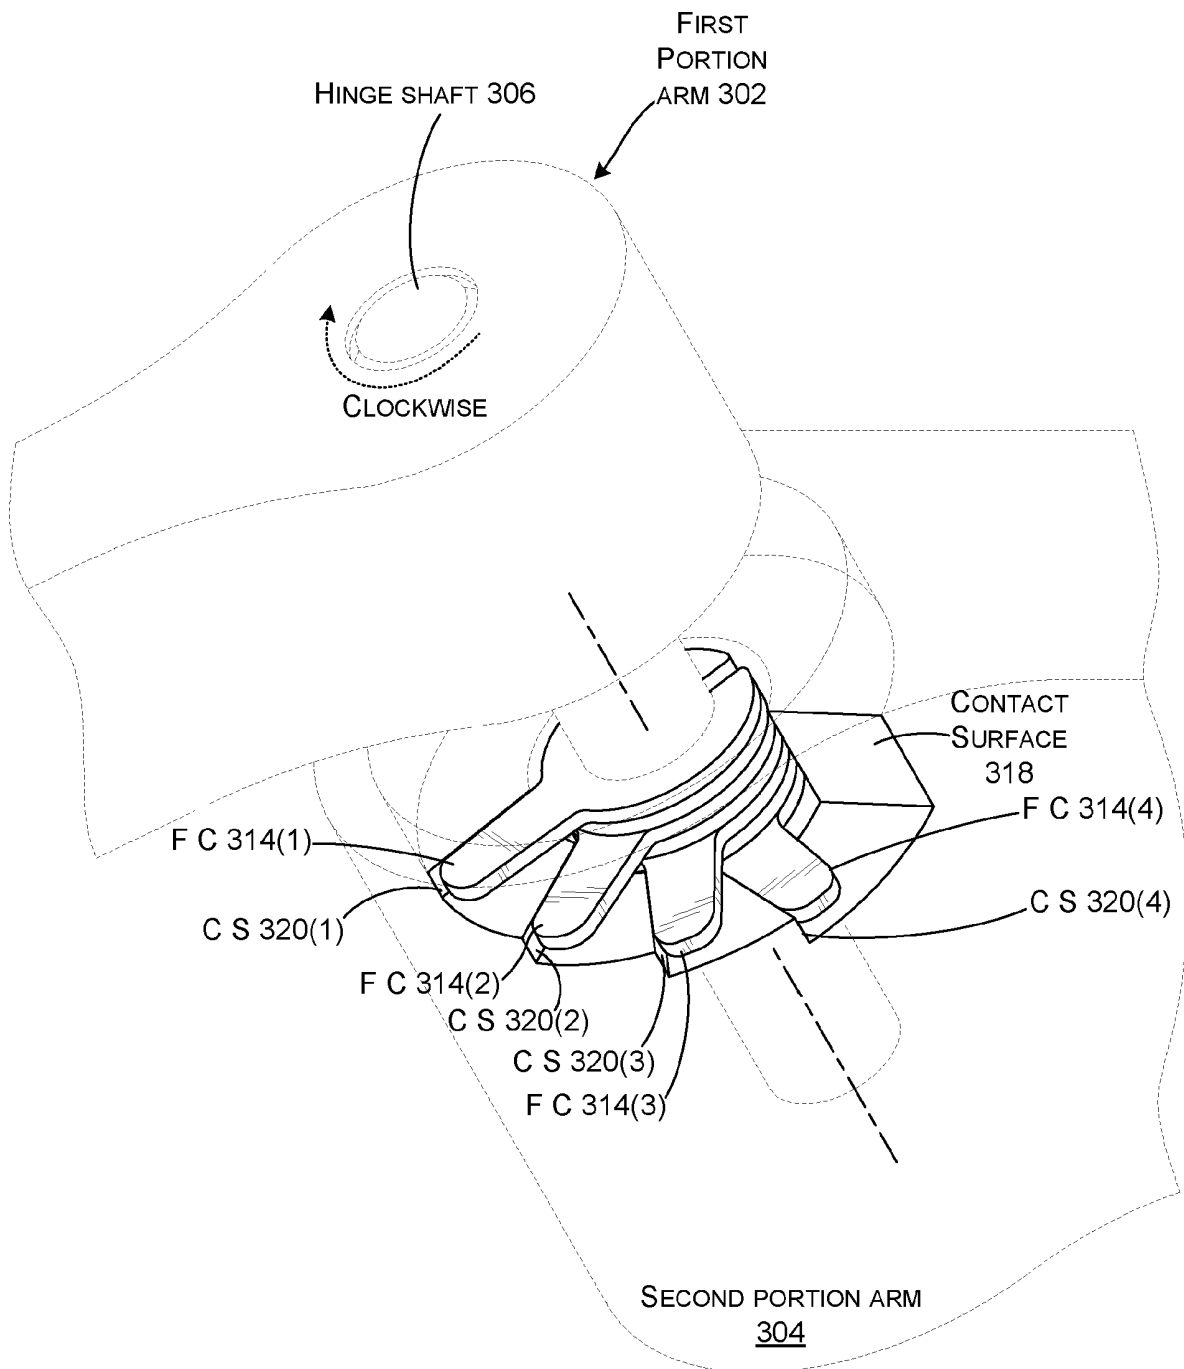 FIRST
PORTION
ARM 302
HINGE SHAFT 306
CLOCKWISE
CONTACT
SURFACE
318
F C 314(4)
F C 314(1)
C S 320(4)
C S 320(1)
F C 314(2)
C S 320(2)
C S 320(3)
F C 314(3)
SECOND PORTION ARM
304